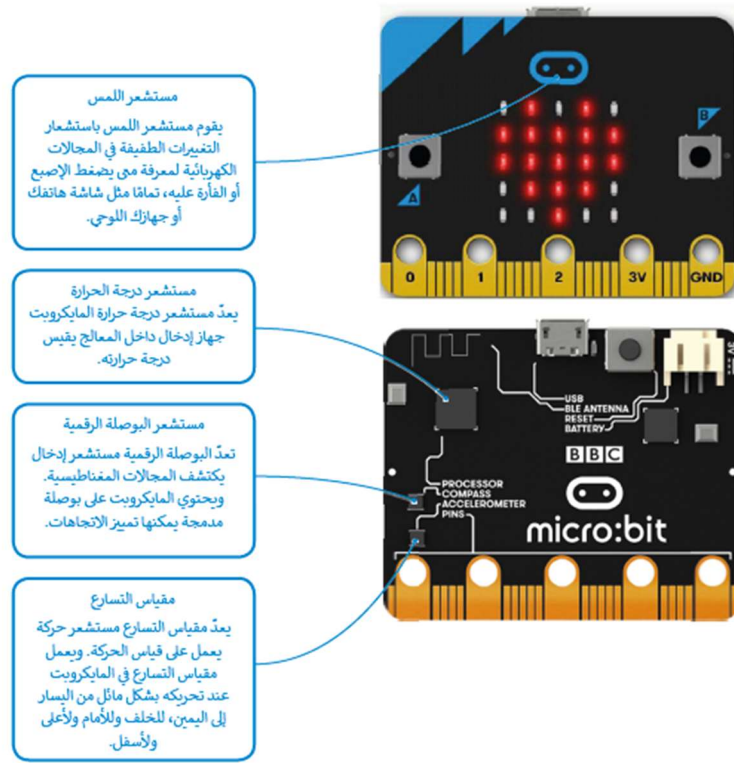 مستشعر اللمس
يقوم مستشعر اللمس باستشعار
التغييرات الطفيفة في المجالات
الكهربائية لمعرفة متى يضغط الإصبع
أو الفأرة عليه، تمامًا مثل شاشة هاتفك
أو جهازك اللوحي.
مستشعر درجة الحرارة
يعدّ مستشعر درجة حرارة المايكروبت
جهاز إدخال داخل المعالج يقيس
درجة حرارته.
مستشعر البوصلة الرقمية
تعدّ البوصلة الرقمية مستشعر إدخال
يكتشف المجالات المغناطيسية.
ويحتوي المايكروبت على بوصلة
مدمجة يمكنها تمييز الاتجاهات.
مقياس التسارع
يعدّ مقياس التسارع مستشعر حركة
يعمل على قياس الحركة. ويعمل
مقياس التسارع في المايكروبت
عند تحريكه بشكل مائل من اليسار
إلى اليمين، للخلف وللأمام ولأعلى
ولأسفل.
A
B
0 1 2 3V GND
3V
USB
BLE ANTENNA
RESET
BATTERY
BBC
PROCESSOR
COMPASS
ACCELEROMETER
PINS
micro:bit